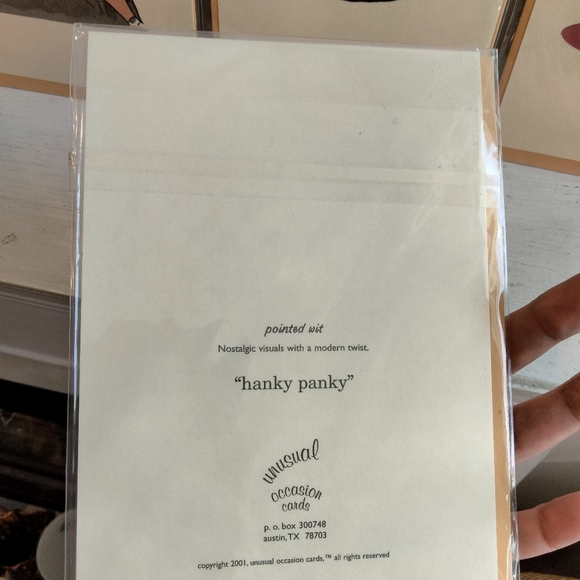 pointed wit
Nostalgic visuals with a modern twist.
“hanky panky”
unusual
occasion
cards
p. o. box 300748
austin, TX 78703
copyright 2001, unusual occasion cards,™ all rights reserved